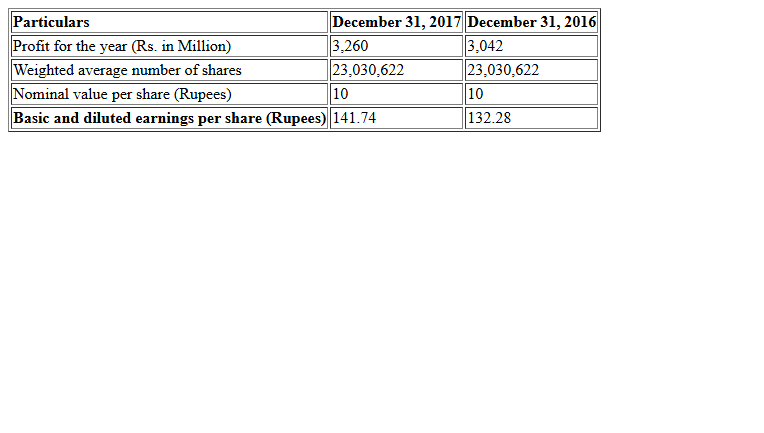 Particulars December 31, 2017 December 31, 2016
Profit for the year (Rs. in Million) 3,260 3,042
Weighted average number of shares 23,030,622 23,030,622
Nominal value per share (Rupees) 10 10
Basic and diluted earnings per share (Rupees) 141.74 132.28